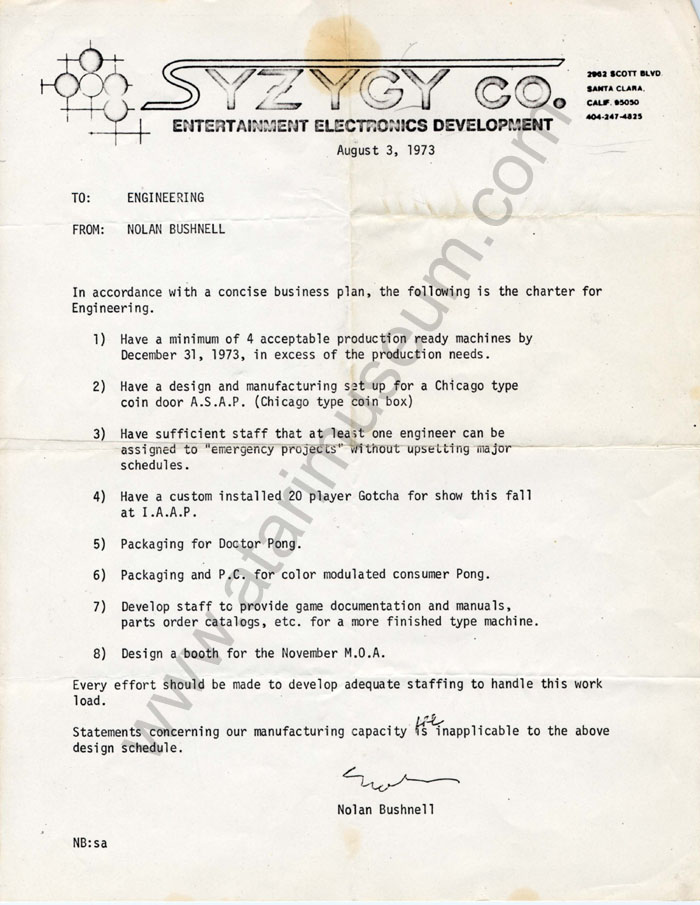 SYZYGY CO.
ENTERTAINMENT ELECTRONICS DEVELOPMENT
2962 SCOTT BLVD.
SANTA CLARA,
CALIF. 95050
404-247-4825
August 3, 1973
TO: ENGINEERING
FROM: NOLAN BUSHNELL
In accordance with a concise business plan, the following is the charter for
Engineering.
1) Have a minimum of 4 acceptable production ready machines by
December 31, 1973, in excess of the production needs.
2) Have a design and manufacturing set up for a Chicago type
coin door A.S.A.P. (Chicago type coin box)
3) Have sufficient staff that at least one engineer can be
assigned to "emergency projects" without upsetting major
schedules.
4) Have a custom installed 20 player Gotcha for show this fall
at I.A.A.P.
5) Packaging for Doctor Pong.
6) Packaging and P.C. for color modulated consumer Pong.
7) Develop staff to provide game documentation and manuals,
parts order catalogs, etc. for a more finished type machine.
8) Design a booth for the November M.O.A.
Every effort should be made to develop adequate staffing to handle this work
load.
Statements concerning our manufacturing capacity is inapplicable to the above
design schedule.
Nolan Bushnell
NB:sa
www.atarimuseum.com